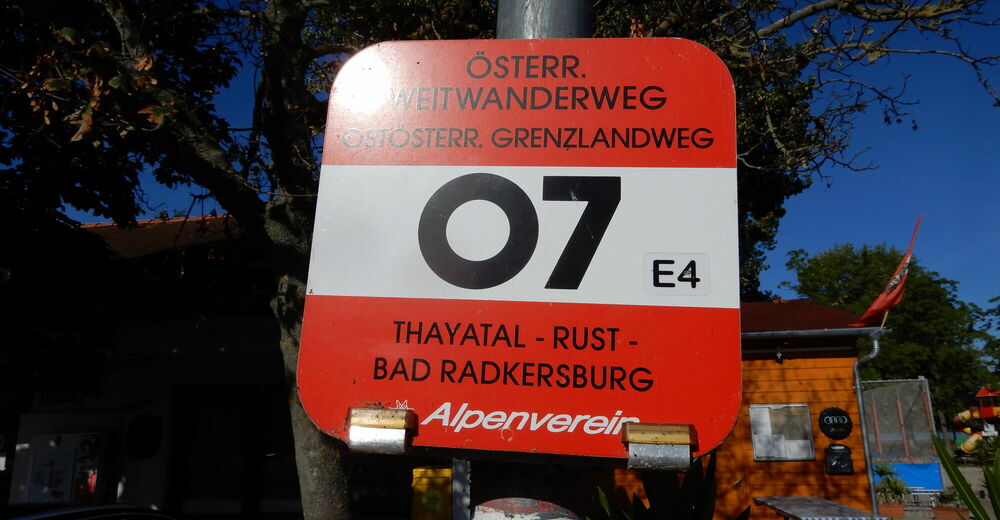 ÖSTERR.
WEITWANDERWEG
OSTÖSTERR. GRENZLANDWEG
07
E4
THAYATAL - RUST -
BAD RADKERSBURG
Alpenverein